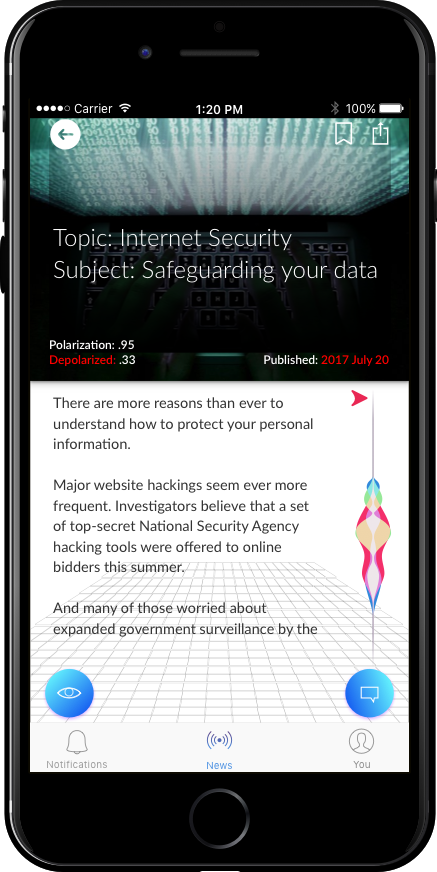 Carrier 1:20 PM 100%
Topic: Internet Security
Subject: Safeguarding your data
Polarization: .95
Depolarized: .33 Published: 2017 July 20
There are more reasons than ever to
understand how to protect your personal
information.
Major website hackings seem ever more
frequent. Investigators believe that a set
of top-secret National Security Agency
hacking tools were offered to online
bidders this summer.
And many of those worried about
expanded government surveillance by the
Notifications News You